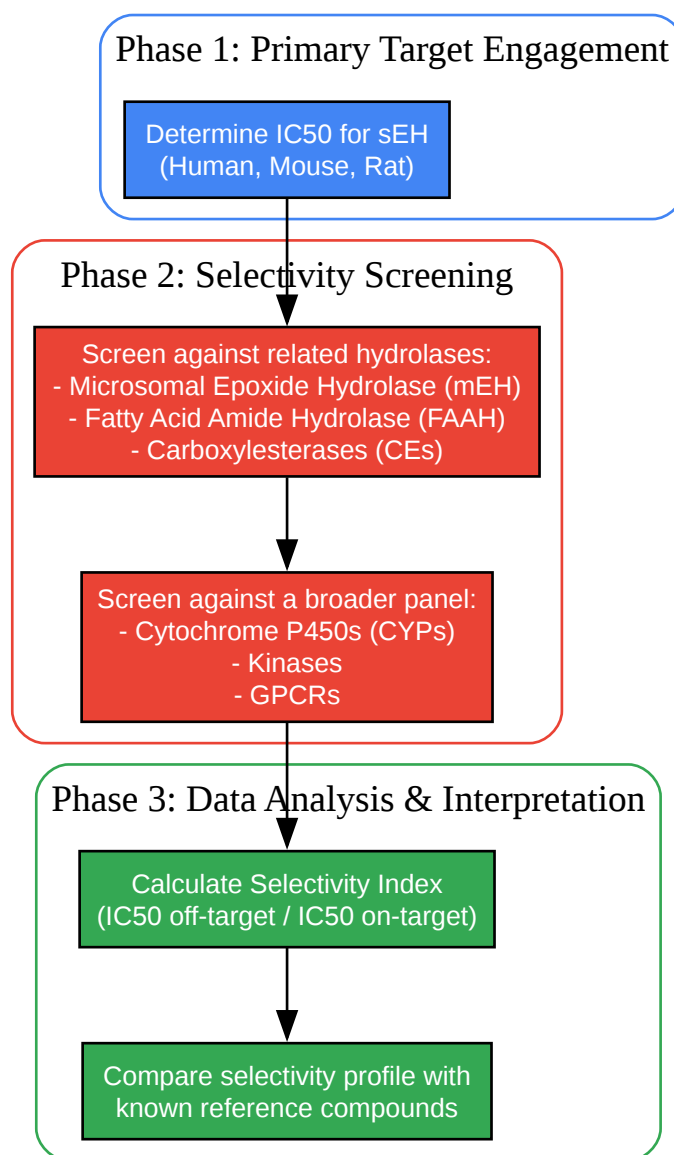 Phase 1: Primary Target Engagement
Determine IC50 for sEH
(Human, Mouse, Rat)
Phase 2: Selectivity Screening
Screen against related hydrolases:
- Microsomal Epoxide Hydrolase (mEH)
- Fatty Acid Amide Hydrolase (FAAH)
- Carboxylesterases (CEs)
Screen against a broader panel:
- Cytochrome P450s (CYPs)
- Kinases
- GPCRs
Phase 3: Data Analysis & Interpretation
Calculate Selectivity Index
(IC50 off-target / IC50 on-target)
Compare selectivity profile with
known reference compounds